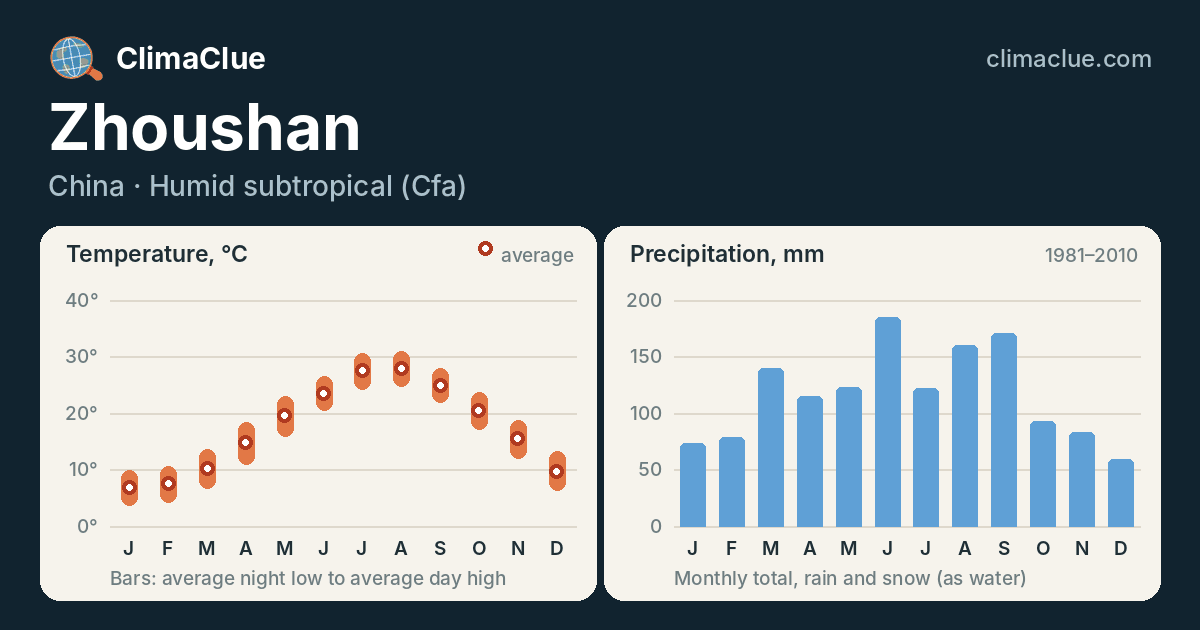 ClimaClue
climaclue.com
Zhoushan
China · Humid subtropical (Cfa)
Temperature, °C
average
40°
30°
20°
10°
0°
J F M A M J J A S O N D
Bars: average night low to average day high
Precipitation, mm
1981–2010
200
150
100
50
0
J F M A M J J A S O N D
Monthly total, rain and snow (as water)